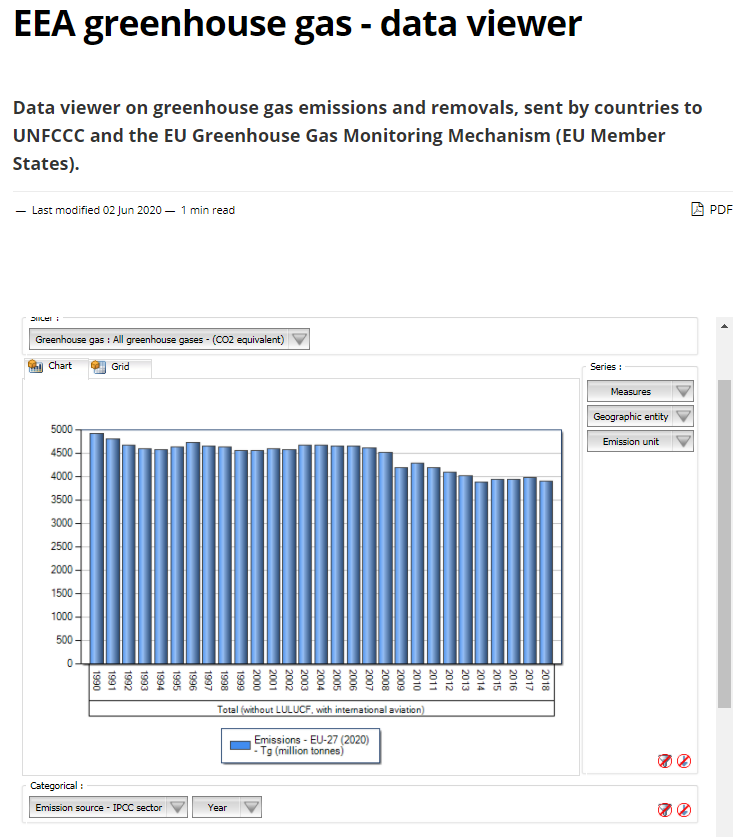 EEA greenhouse gas - data viewer
Data viewer on greenhouse gas emissions and removals, sent by countries to
UNFCCC and the EU Greenhouse Gas Monitoring Mechanism (EU Member
States).
— Last modified 02 Jun 2020 — 1 min read
PDF
Slicer :
Greenhouse gas : All greenhouse gases - (CO2 equivalent)
Chart
Grid
Series :
Measures
Geographic entity
Emission unit
5000
4500
4000
3500
3000
2500
2000
1500
1000
500
0
1990
1991
1992
1993
1994
1995
1996
1997
1998
1999
2000
2001
2002
2003
2004
2005
2006
2007
2008
2009
2010
2011
2012
2013
2014
2015
2016
2017
2018
Total (without LULUCF, with international aviation)
Emissions - EU-27 (2020)
- Tg (million tonnes)
Categorical :
Emission source - IPCC sector
Year